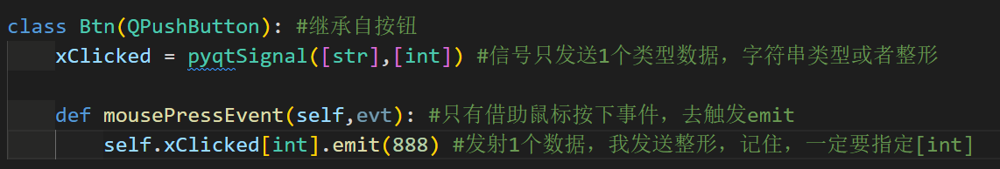 class Btn(QPushButton): #继承自按钮
xClicked = pyqtSignal([str],[int]) #信号只发送1个类型数据，字符串类型或者整形
def mousePressEvent(self,evt): #只有借助鼠标按下事件，去触发emit
self.xClicked[int].emit(888) #发射1个数据，我发送整形，记住，一定要指定[int]